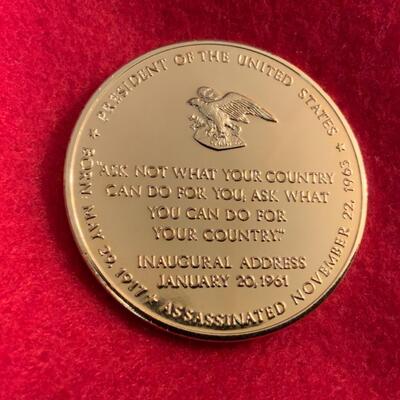 ★ PRESIDENT OF THE UNITED STATES ★
BORN MAY 29, 1917 ★ ASSASSINATED NOVEMBER 22, 1963
"ASK NOT WHAT YOUR COUNTRY
CAN DO FOR YOU, ASK WHAT
YOU CAN DO FOR
YOUR COUNTRY."
INAUGURAL ADDRESS
JANUARY 20, 1961